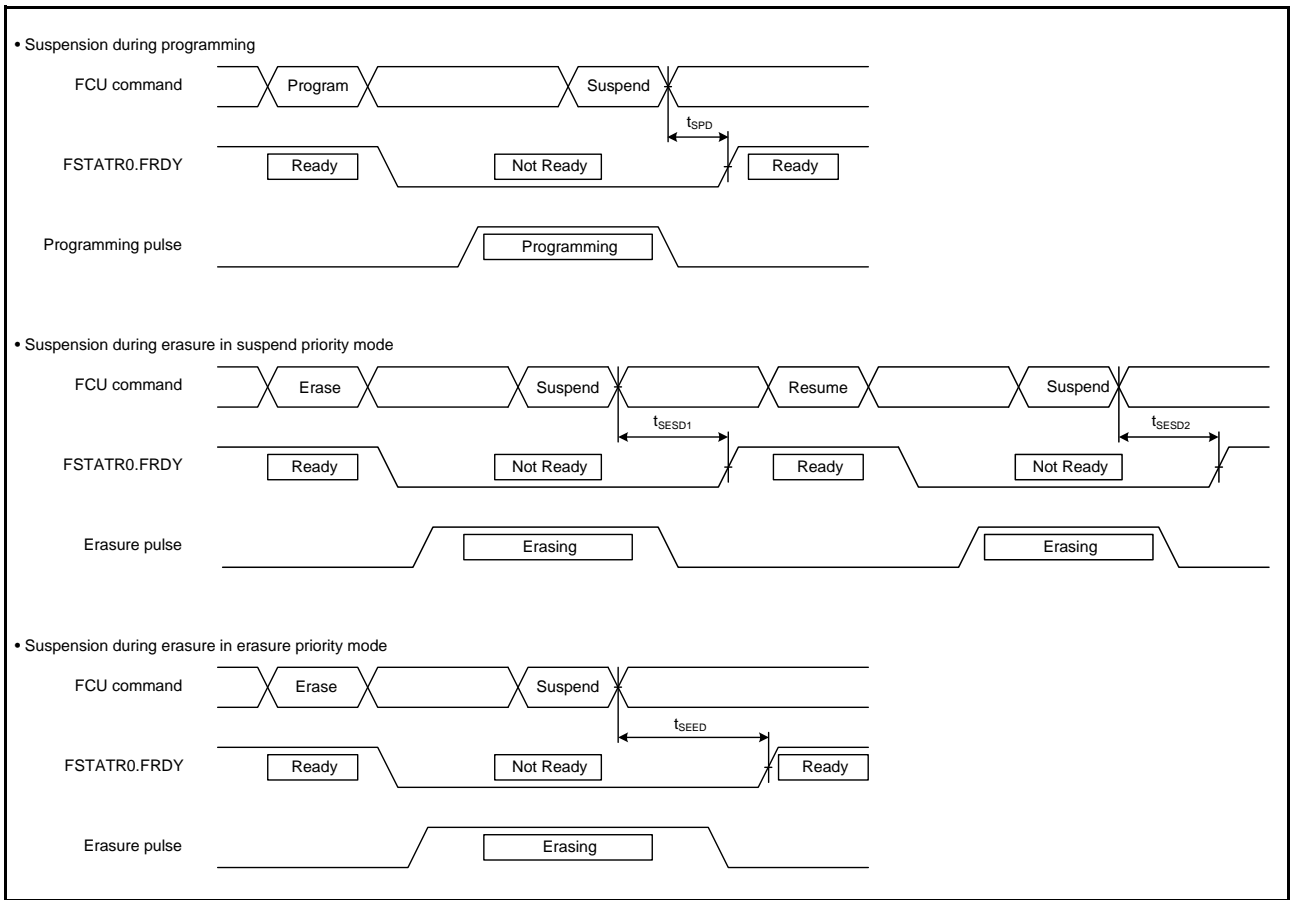 • Suspension during programming
FCU command Program Suspend
tSPD
FSTATR0.FRDY Ready Not Ready Ready
Programming pulse Programming
• Suspension during erasure in suspend priority mode
FCU command Erase Suspend Resume Suspend
tSESD1 tSESD2
FSTATR0.FRDY Ready Not Ready Ready Not Ready
Erasure pulse Erasing Erasing
• Suspension during erasure in erasure priority mode
FCU command Erase Suspend
tSEED
FSTATR0.FRDY Ready Not Ready Ready
Erasure pulse Erasing